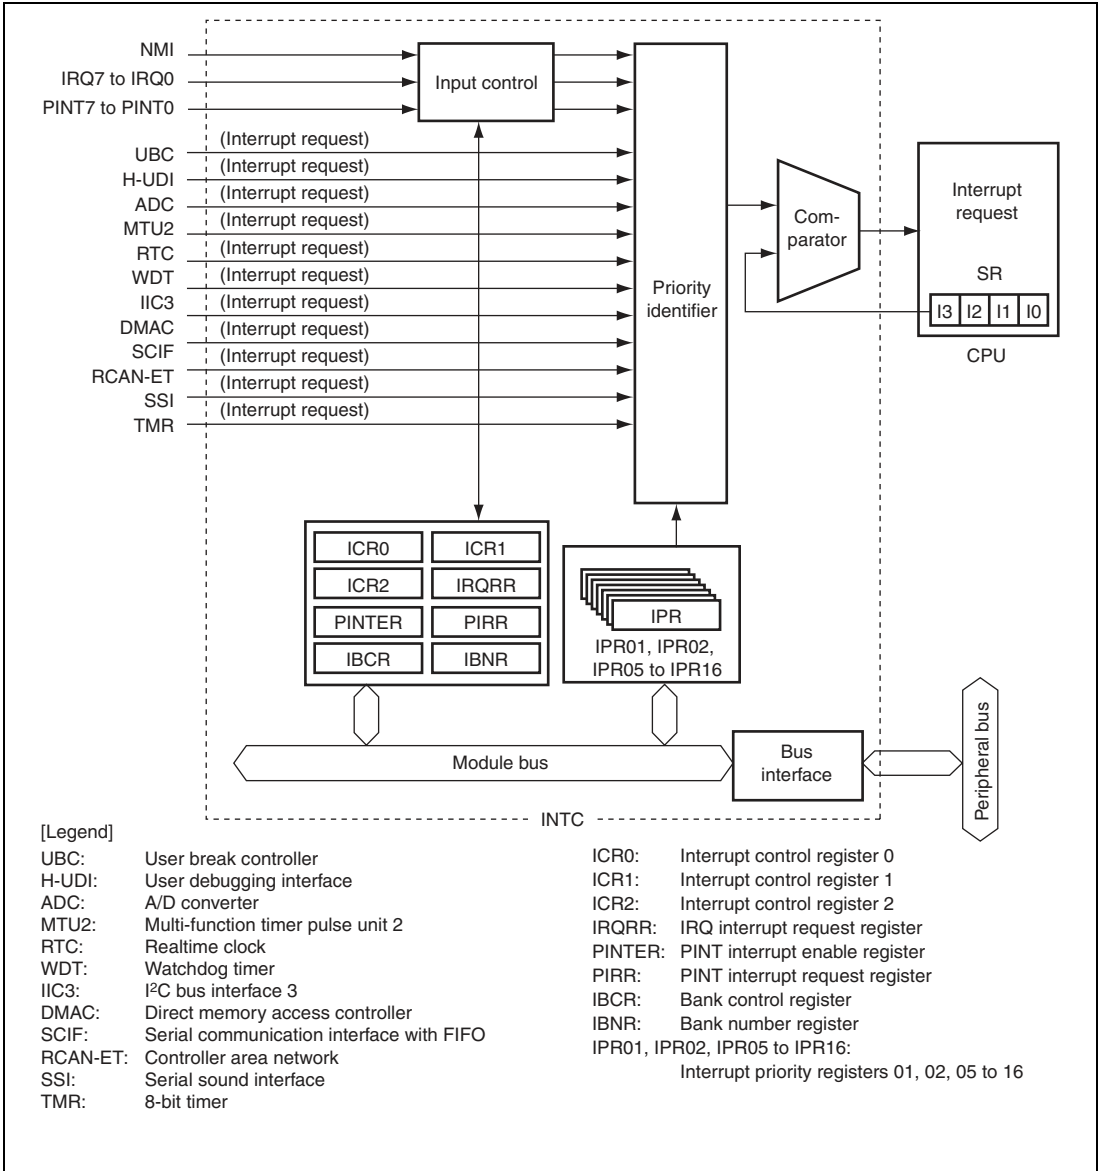 NMI
IRQ7 to IRQ0
PINT7 to PINT0
Input control
UBC
(Interrupt request)
H-UDI
(Interrupt request)
ADC
(Interrupt request)
MTU2
(Interrupt request)
RTC
(Interrupt request)
WDT
(Interrupt request)
IIC3
(Interrupt request)
DMAC
(Interrupt request)
SCIF
(Interrupt request)
RCAN-ET
(Interrupt request)
SSI
(Interrupt request)
TMR
(Interrupt request)
Priority
identifier
Com-
parator
Interrupt
request
SR
I3 I2 I1 I0
CPU
ICR0 ICR1
ICR2 IRQRR
PINTER PIRR
IBCR IBNR
IPR
IPR01, IPR02,
IPR05 to IPR16
Module bus
Bus
interface
Peripheral bus
INTC
[Legend]
UBC: User break controller
H-UDI: User debugging interface
ADC: A/D converter
MTU2: Multi-function timer pulse unit 2
RTC: Realtime clock
WDT: Watchdog timer
IIC3: I²C bus interface 3
DMAC: Direct memory access controller
SCIF: Serial communication interface with FIFO
RCAN-ET: Controller area network
SSI: Serial sound interface
TMR: 8-bit timer
ICR0: Interrupt control register 0
ICR1: Interrupt control register 1
ICR2: Interrupt control register 2
IRQRR: IRQ interrupt request register
PINTER: PINT interrupt enable register
PIRR: PINT interrupt request register
IBCR: Bank control register
IBNR: Bank number register
IPR01, IPR02, IPR05 to IPR16:
Interrupt priority registers 01, 02, 05 to 16